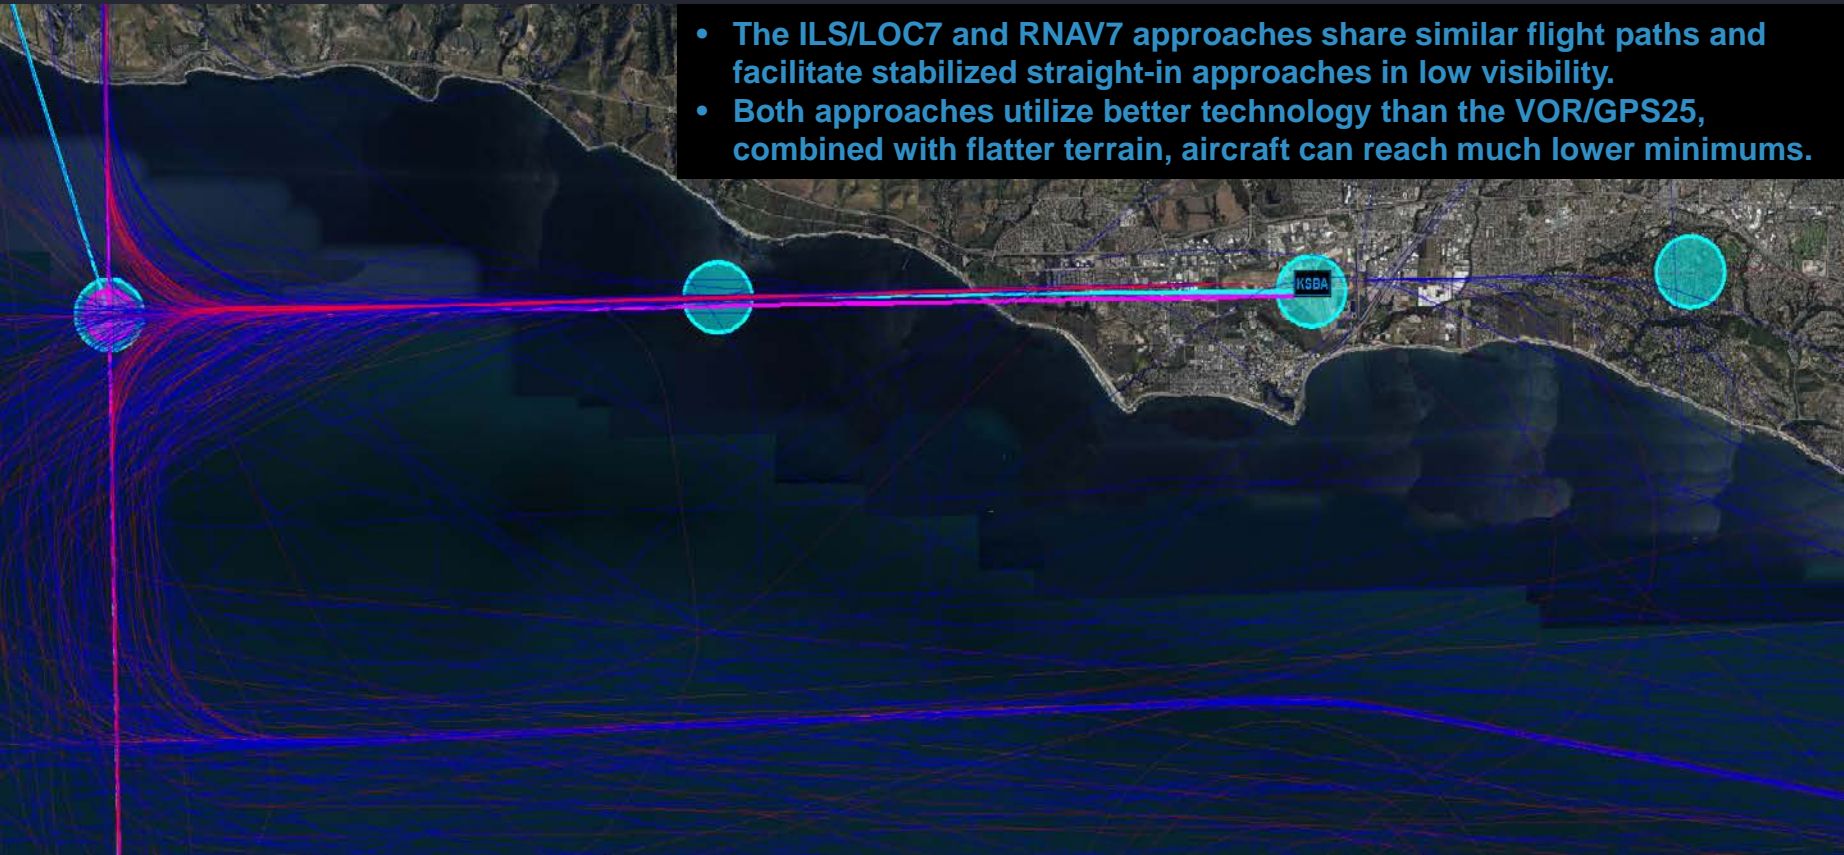 • The ILS/LOC7 and RNAV7 approaches share similar flight paths and
facilitate stabilized straight-in approaches in low visibility.
• Both approaches utilize better technology than the VOR/GPS25,
combined with flatter terrain, aircraft can reach much lower minimums.
KSBA